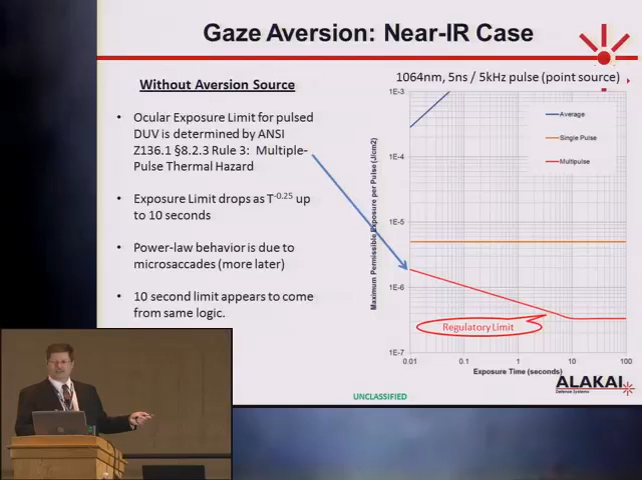 Gaze Aversion: Near-IR Case
Without Aversion Source
• Ocular Exposure Limit for pulsed
DUV is determined by ANSI
Z136.1 §8.2.3 Rule 3: Multiple-
Pulse Thermal Hazard
• Exposure Limit drops as T-0.25 up
to 10 seconds
• Power-law behavior is due to
microsaccades (more later)
• 10 second limit appears to come
from same logic.
1064nm, 5ns / 5kHz pulse (point source)
Maximum Permissible Exposure per Pulse (J/cm2)
1E-3
1E-4
1E-5
1E-6
1E-7
Average
Single Pulse
Multipulse
Regulatory Limit
0.01 0.1 1 10 100
Exposure Time (seconds)
ALAKAI
Defense Systems
UNCLASSIFIED